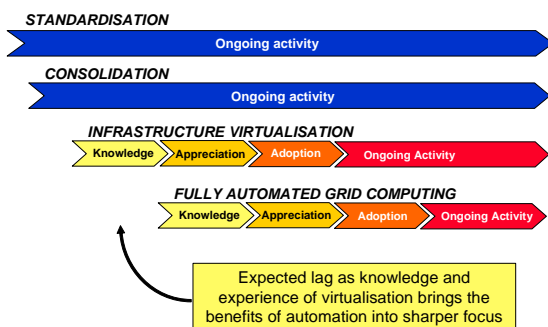 STANDARDISATION
Ongoing activity
CONSOLIDATION
Ongoing activity
INFRASTRUCTURE VIRTUALISATION
Knowledge Appreciation Adoption Ongoing Activity
FULLY AUTOMATED GRID COMPUTING
Knowledge Appreciation Adoption Ongoing Activity
Expected lag as knowledge and
experience of virtualisation brings the
benefits of automation into sharper focus